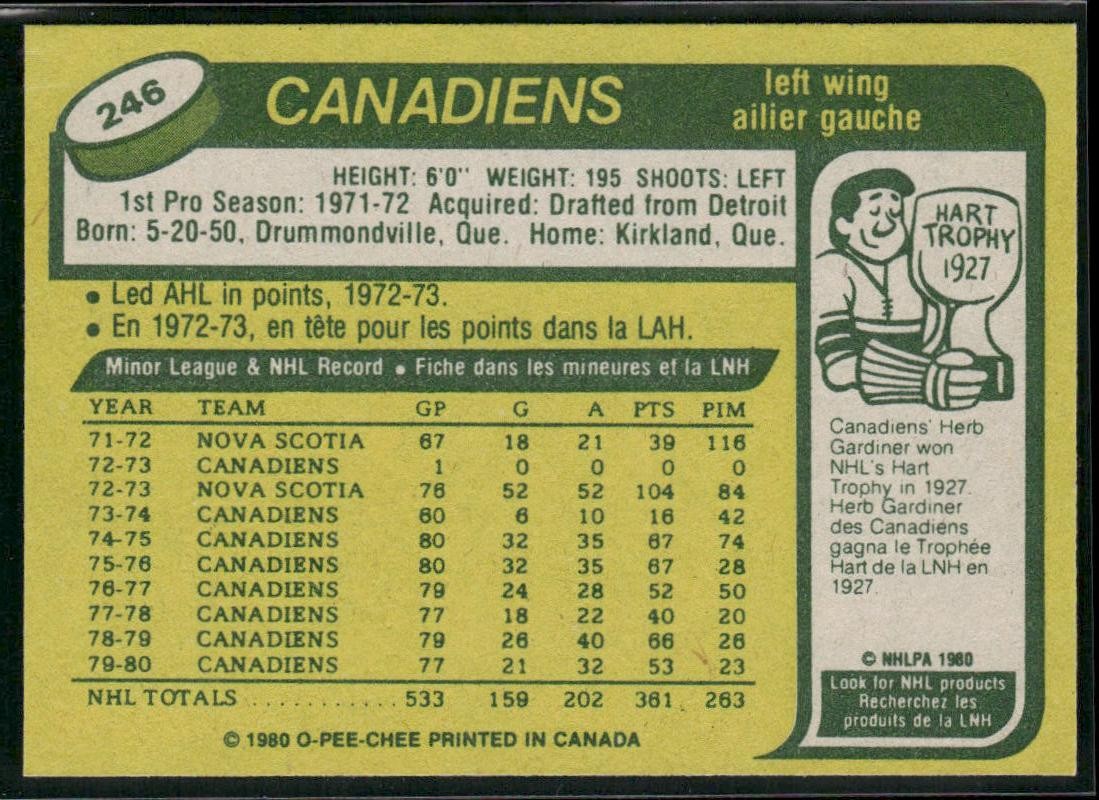 246
CANADIENS
left wing
ailier gauche
HEIGHT: 6'0" WEIGHT: 195 SHOOTS: LEFT
1st Pro Season: 1971-72 Acquired: Drafted from Detroit
Born: 5-20-50, Drummondville, Que. Home: Kirkland, Que.
• Led AHL in points, 1972-73.
• En 1972-73, en tête pour les points dans la LAH.
Minor League & NHL Record • Fiche dans les mineures et la LNH
YEAR TEAM GP G A PTS PIM
71-72 NOVA SCOTIA 67 18 21 39 116
72-73 CANADIENS 1 0 0 0 0
72-73 NOVA SCOTIA 76 52 52 104 84
73-74 CANADIENS 60 6 10 16 42
74-75 CANADIENS 80 32 35 67 74
75-76 CANADIENS 80 32 35 67 28
76-77 CANADIENS 79 24 28 52 50
77-78 CANADIENS 77 18 22 40 20
78-79 CANADIENS 79 26 40 66 26
79-80 CANADIENS 77 21 32 53 23
NHL TOTALS ............ 533 159 202 361 263
© 1980 O-PEE-CHEE PRINTED IN CANADA
HART
TROPHY
1927
Canadiens' Herb
Gardiner won
NHL's Hart
Trophy in 1927.
Herb Gardiner
des Canadiens
gagna le Trophée
Hart de la LNH en
1927.
© NHLPA 1980
Look for NHL products
Recherchez les
produits de la LNH